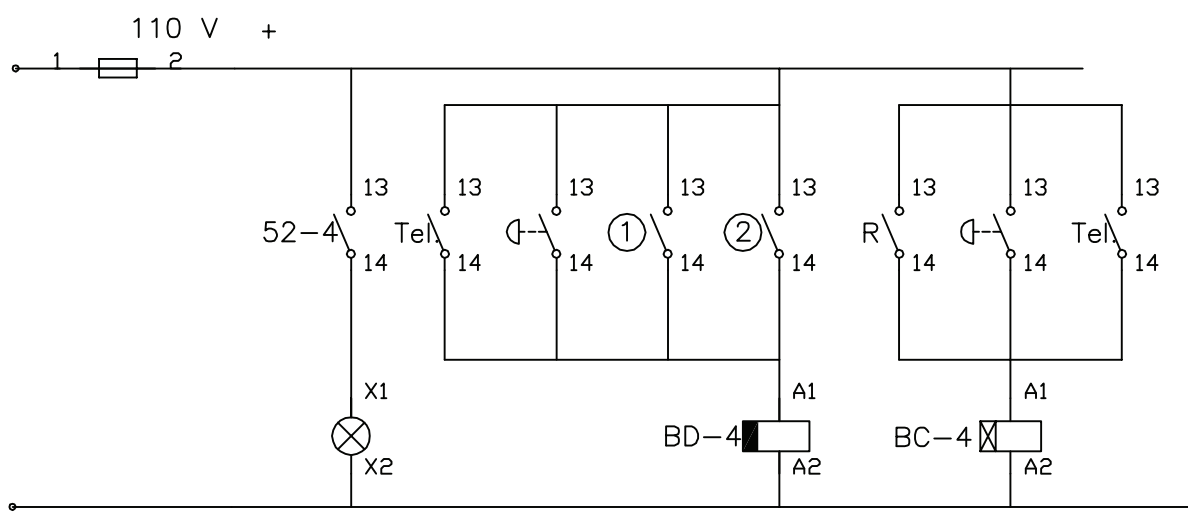 110 V +
1 2
13 13 13 13 13 13 13 13
52-4 Tel. 1 2 R Tel.
14 14 14 14 14 14 14 14
X1 A1 A1
BD-4 BC-4
X2 A2 A2